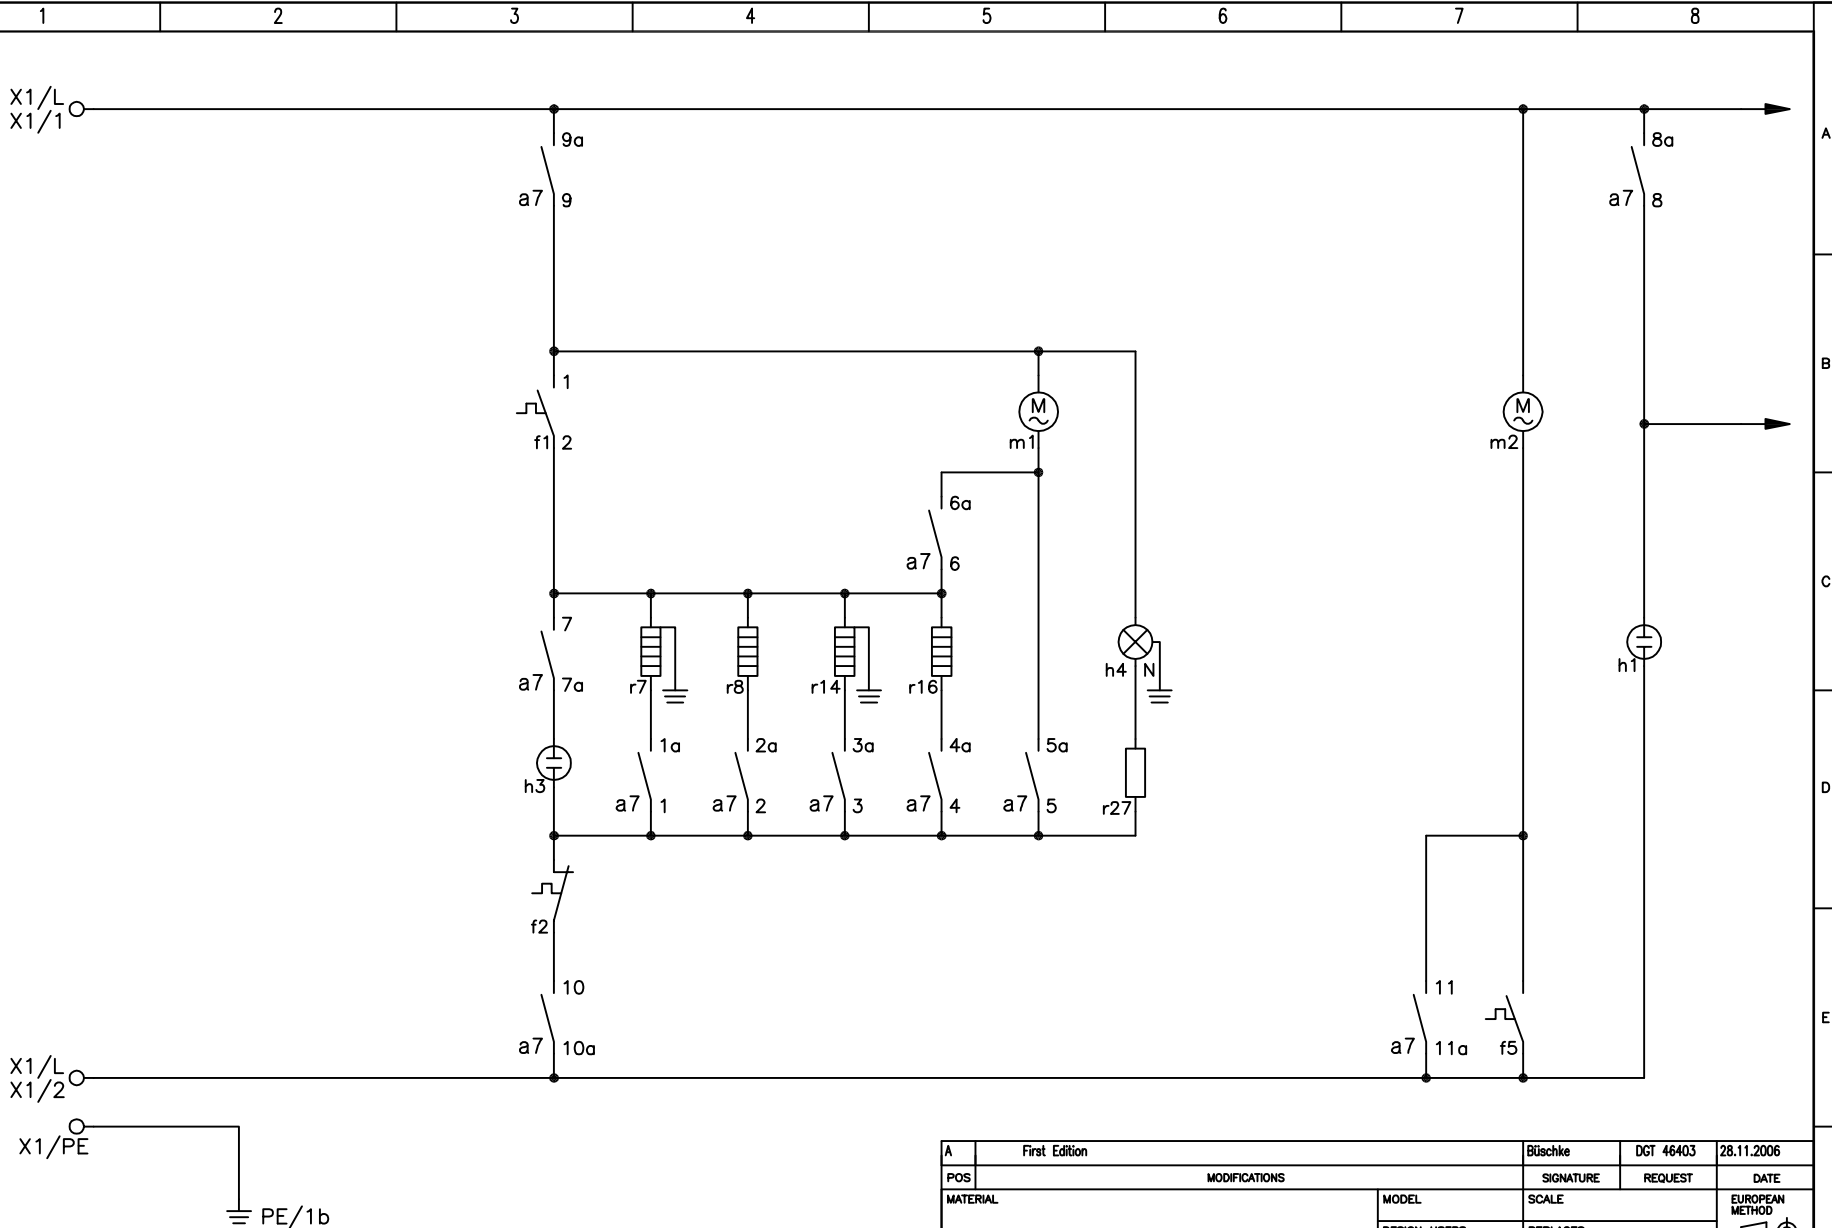 1 2 3 4 5 6 7 8
X1/L
X1/1
9a
8a
A
a7 9
a7 8
1
B
M
M
f1 2
m1
m2
6a
a7 6
C
7
a7 7a
r7
r8
r14
r16
h4 N
h1
1a
2a
3a
4a
5a
h3
a7 1
a7 2
a7 3
a7 4
a7 5
r27
D
f2
10
11
E
a7 10a
a7 11a
f5
X1/L
X1/2
X1/PE
PE/1b
A First Edition Büschke DGT 46403 28.11.2006
POS MODIFICATIONS SIGNATURE REQUEST DATE
MATERIAL MODEL SCALE EUROPEAN
METHOD